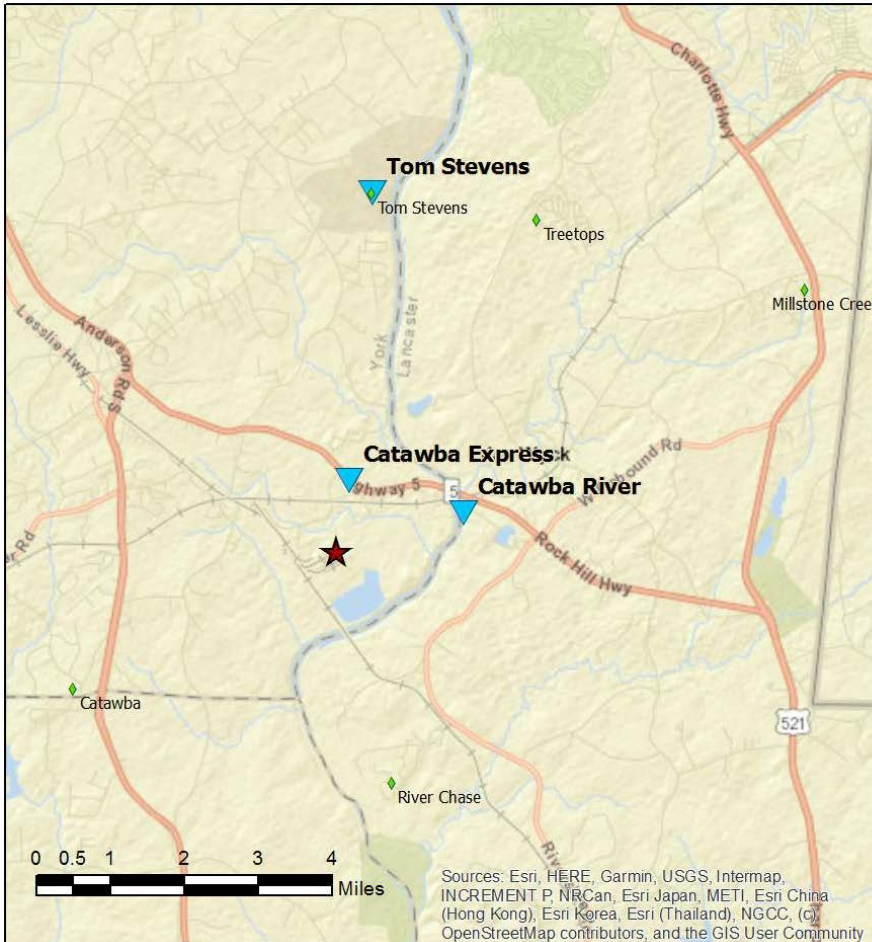 Charlotte Hwy
Tom Stevens
Tom Stevens
Treetops
Millstone Cree
York
Lancaster
Lesslie Hwy
Anderson Rd S
Catawba Express
ghway 5
5
Catawba River
Rock Hill Hwy
er Rd
Catawba
521
River Chase
0 0.5 1 2 3 4
Miles
Sources: Esri, HERE, Garmin, USGS, Intermap,
INCREMENT P, NRCan, Esri Japan, METI, Esri China
(Hong Kong), Esri Korea, Esri (Thailand), NGCC, (c)
OpenStreetMap contributors, and the GIS User Community